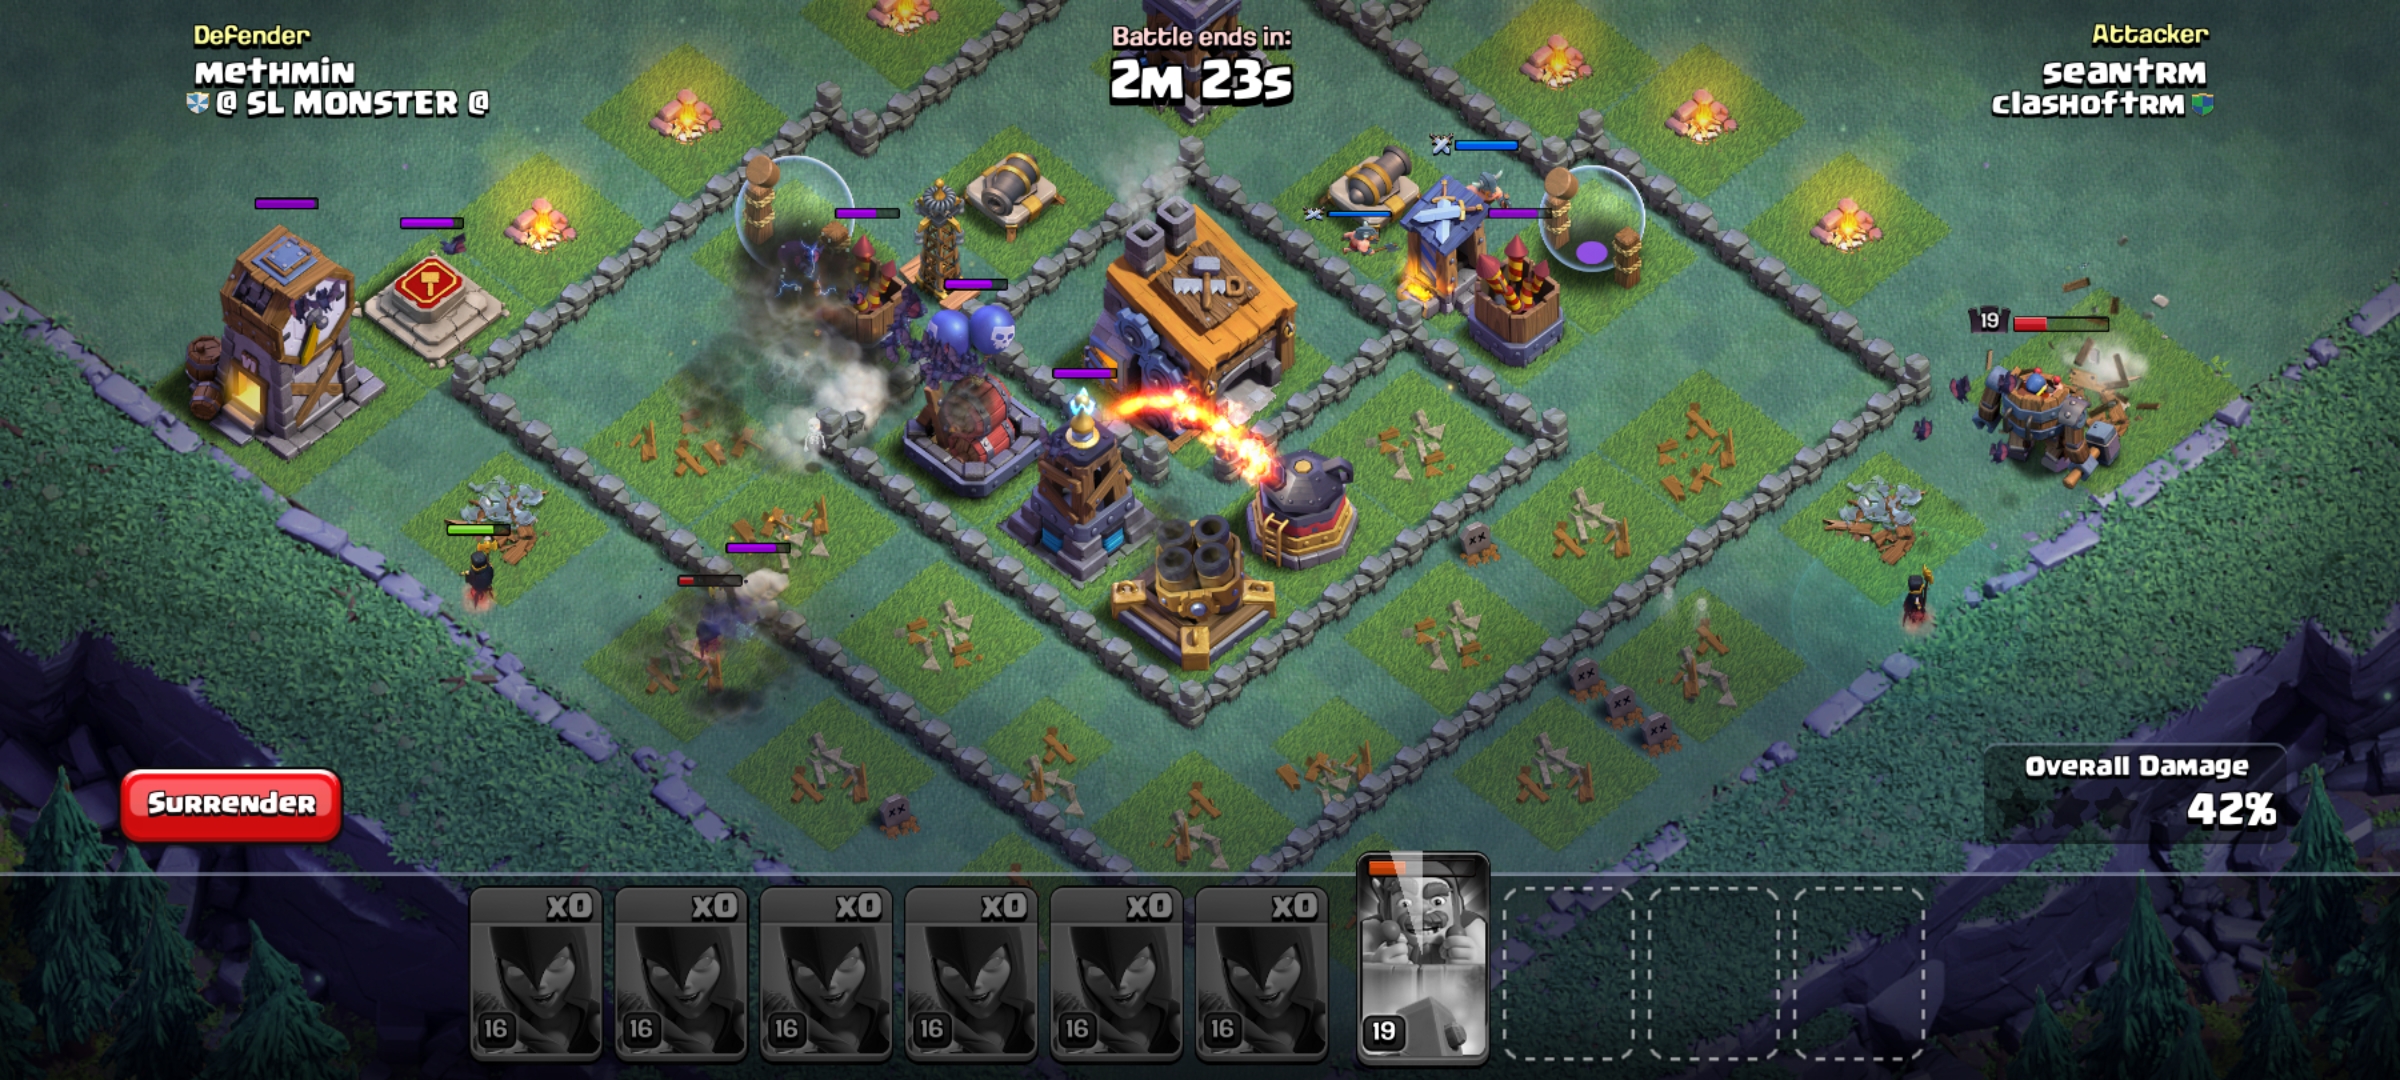 Defender
Methmin
@ SL MONSTER @
Battle ends in:
2m 23s
Attacker
seantrm
clashoftrm
19
Surrender
Overall Damage
42%
x0
x0
x0
x0
x0
x0
16
16
16
16
16
16
19